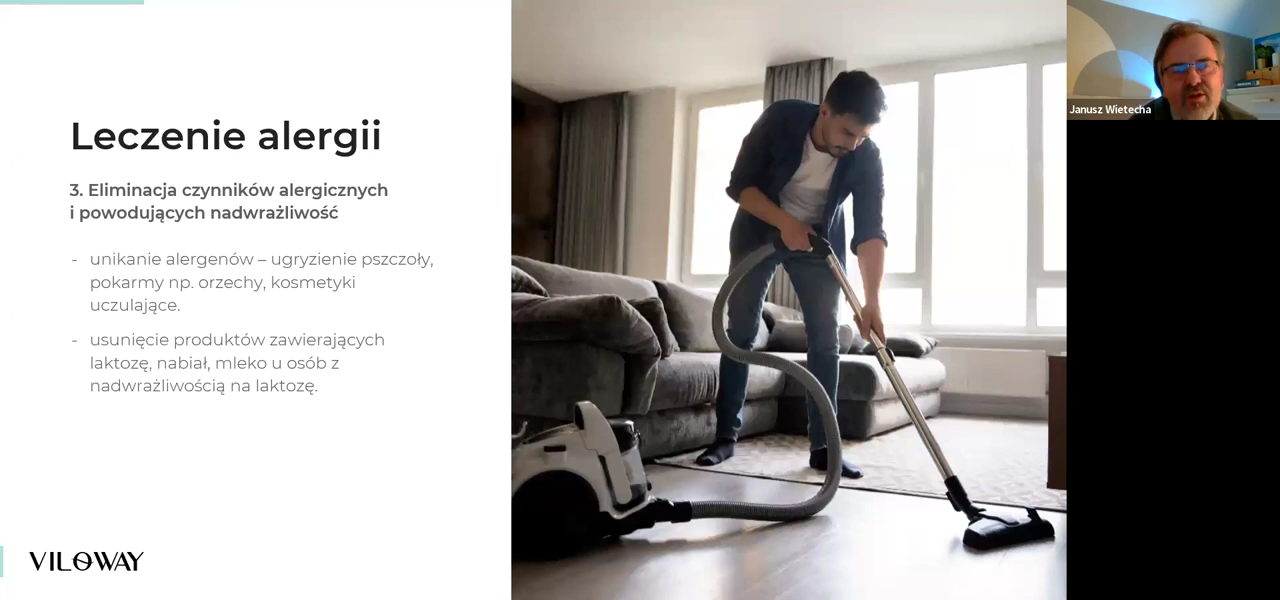 Leczenie alergii
3. Eliminacja czynników alergicznych
i powodujących nadwrażliwość
- unikanie alergenów – ugryzienie pszczoły,
pokarmy np. orzechy, kosmetyki
uczulające.
- usunięcie produktów zawierających
laktozę, nabiał, mleko u osób z
nadwrażliwością na laktozę.
VILOWAY
Janusz Wietecha